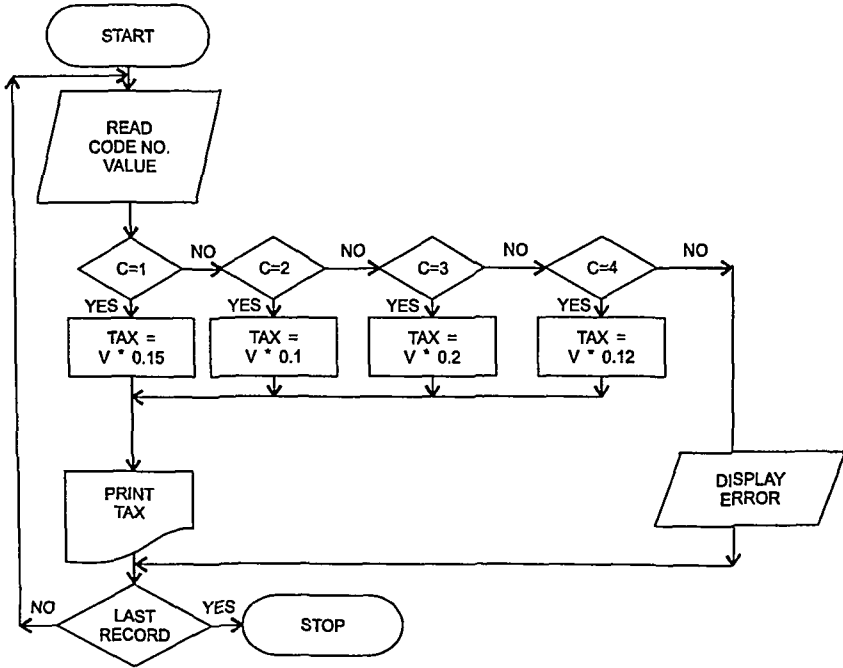 START
READ
CODE NO.
VALUE
C=1
NO
C=2
NO
C=3
NO
C=4
NO
YES
YES
YES
YES
TAX =
V * 0.15
TAX =
V * 0.1
TAX =
V * 0.2
TAX =
V * 0.12
PRINT
TAX
DISPLAY
ERROR
NO
LAST
RECORD
YES
STOP